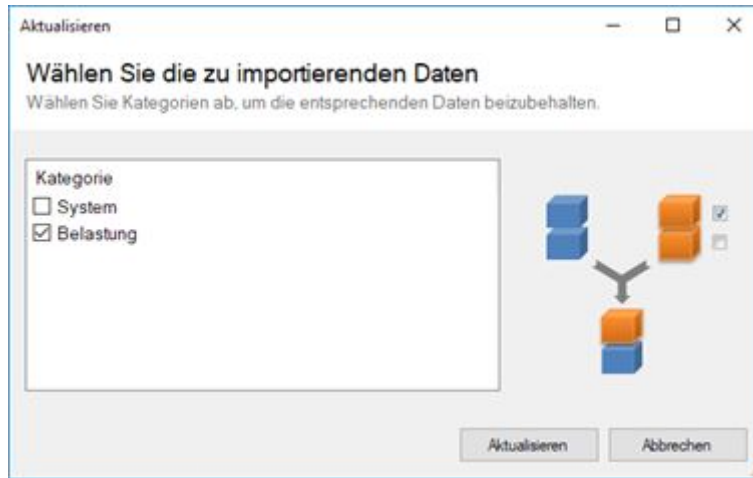 Aktualisieren
Wählen Sie die zu importierenden Daten
Wählen Sie Kategorien ab, um die entsprechenden Daten beizubehalten.
Kategorie
System
Belastung
Aktualisieren
Abbrechen